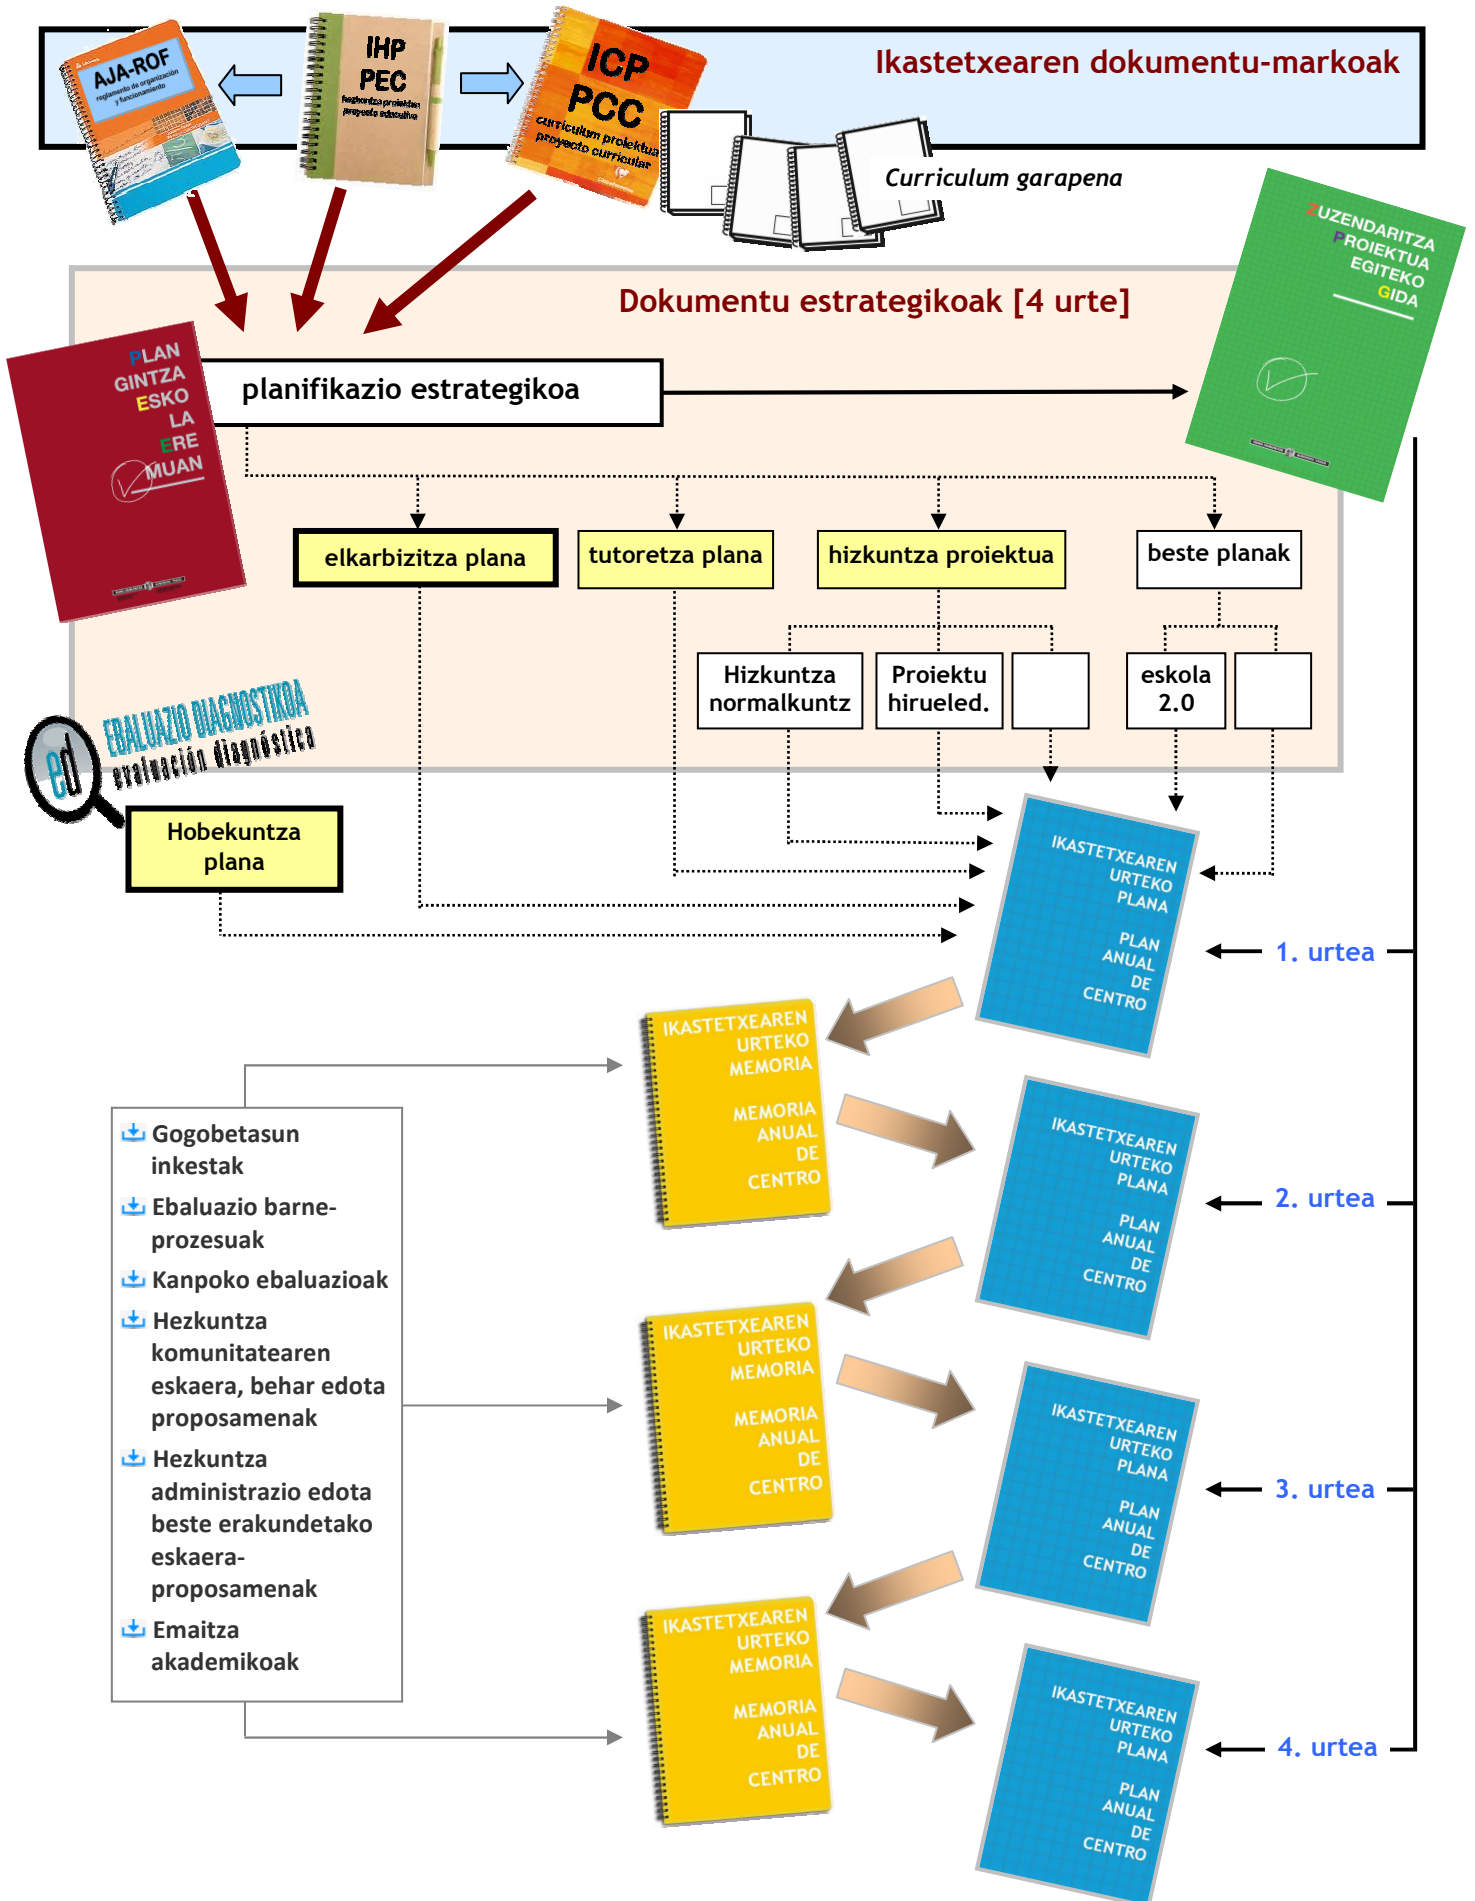 Ikastetxearen dokumentu-markoak
AJA-ROF
reglamento de organización
y funcionamiento
IHP
PEC
hezkuntza proiektua
proyecto educativo
ICP
PCC
curriculum proiektua
proyecto curricular
Curriculum garapena
ZUZENDARITZA
PROIEKTUA
EGITEKO
GIDA
Dokumentu estrategikoak [4 urte]
PLAN
GINTZA
ESKO
LA
ERE
MUAN
planifikazio estrategikoa
elkarbizitza plana
tutoretza plana
hizkuntza proiektua
beste planak
Hizkuntza
normalkuntz
Proiektu
hirueled.
eskola
2.0
ed
EBALUAZIO DIAGNOSTIKOA
evaluación diagnóstica
Hobekuntza
plana
IKASTETXEAREN
URTEKO
PLANA
PLAN
ANUAL
DE
CENTRO
1. urtea
IKASTETXEAREN
URTEKO
MEMORIA
MEMORIA
ANUAL
DE
CENTRO
IKASTETXEAREN
URTEKO
PLANA
PLAN
ANUAL
DE
CENTRO
2. urtea
Gogobetasun
inkestak
Ebaluazio barne-
prozesuak
Kanpoko ebaluazioak
Hezkuntza
komunitatearen
eskaera, behar edota
proposamenak
Hezkuntza
administrazio edota
beste erakundetako
eskaera-
proposamenak
Emaitza
akademikoak
IKASTETXEAREN
URTEKO
MEMORIA
MEMORIA
ANUAL
DE
CENTRO
IKASTETXEAREN
URTEKO
PLANA
PLAN
ANUAL
DE
CENTRO
3. urtea
IKASTETXEAREN
URTEKO
MEMORIA
MEMORIA
ANUAL
DE
CENTRO
IKASTETXEAREN
URTEKO
PLANA
PLAN
ANUAL
DE
CENTRO
4. urtea